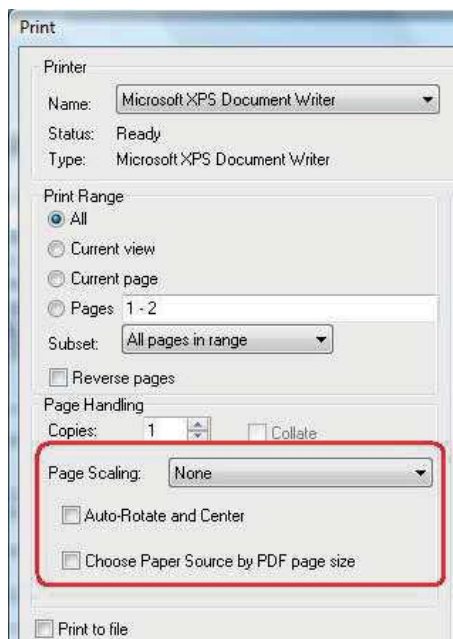 Print
Printer
Name: Microsoft XPS Document Writer
Status: Ready
Type: Microsoft XPS Document Writer
Print Range
All
Current view
Current page
Pages 1 - 2
Subset: All pages in range
Reverse pages
Page Handling
Copies: 1 Collate
Page Scaling: None
Auto-Rotate and Center
Choose Paper Source by PDF page size
Print to file